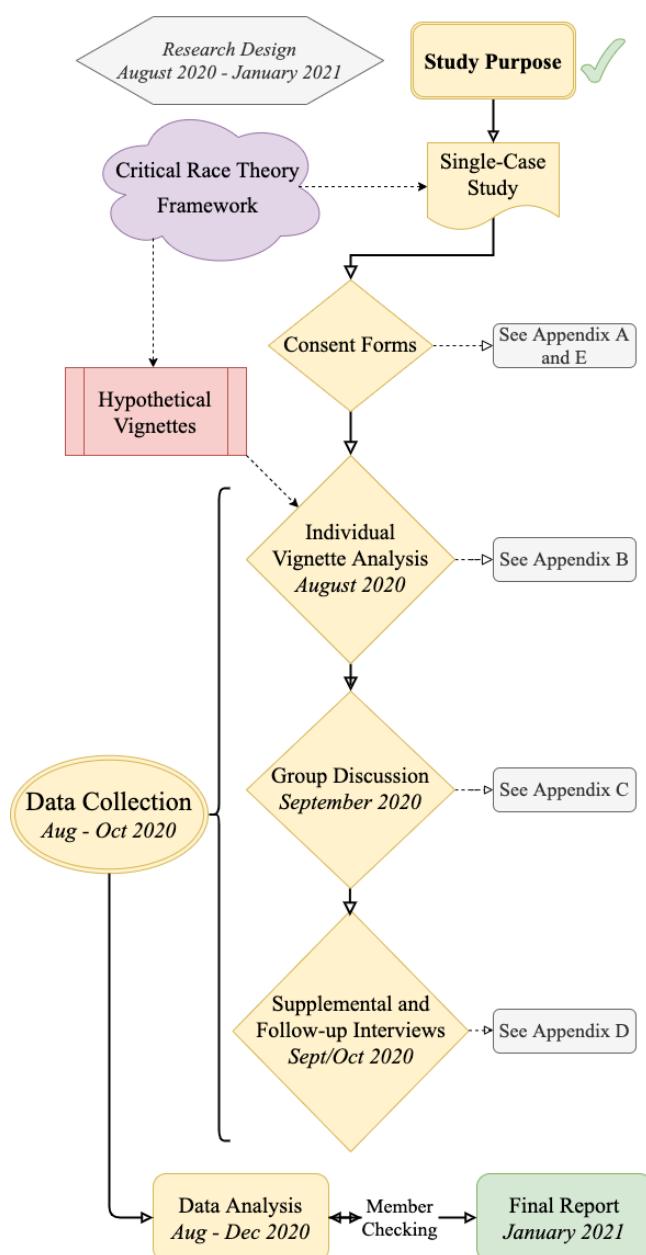 Research Design
August 2020 - January 2021
Study Purpose
Critical Race Theory
Framework
Single-Case
Study
Consent Forms
See Appendix A
and E
Hypothetical
Vignettes
Individual
Vignette Analysis
August 2020
See Appendix B
Group Discussion
September 2020
See Appendix C
Data Collection
Aug - Oct 2020
Supplemental and
Follow-up Interviews
Sept/Oct 2020
See Appendix D
Data Analysis
Aug - Dec 2020
Member
Checking
Final Report
January 2021